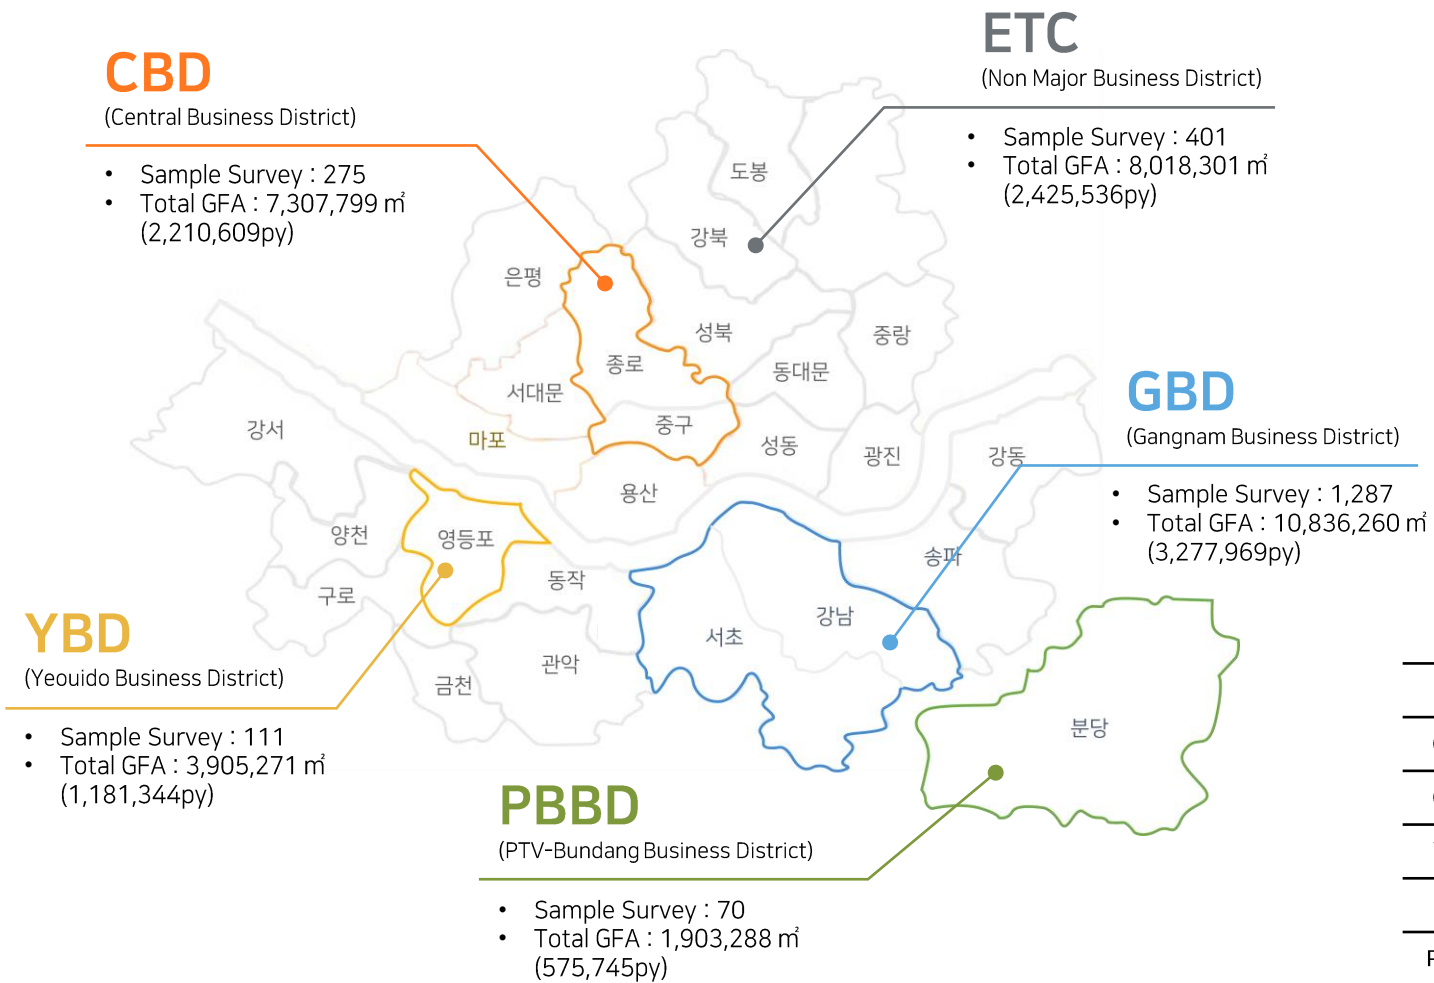 CBD
(Central Business District)
• Sample Survey : 275
• Total GFA : 7,307,799 ㎡
(2,210,609py)
ETC
(Non Major Business District)
• Sample Survey : 401
• Total GFA : 8,018,301 ㎡
(2,425,536py)
도봉
강북
은평
성북
중랑
종로
동대문
서대문
중구
마포
강서
성동
광진
강동
용산
GBD
(Gangnam Business District)
• Sample Survey : 1,287
• Total GFA : 10,836,260 ㎡
(3,277,969py)
양천
영등포
송파
동작
구로
강남
서초
관악
금천
분당
YBD
(Yeouido Business District)
• Sample Survey : 111
• Total GFA : 3,905,271 ㎡
(1,181,344py)
PBBD
(PTV-Bundang Business District)
• Sample Survey : 70
• Total GFA : 1,903,288 ㎡
(575,745py)